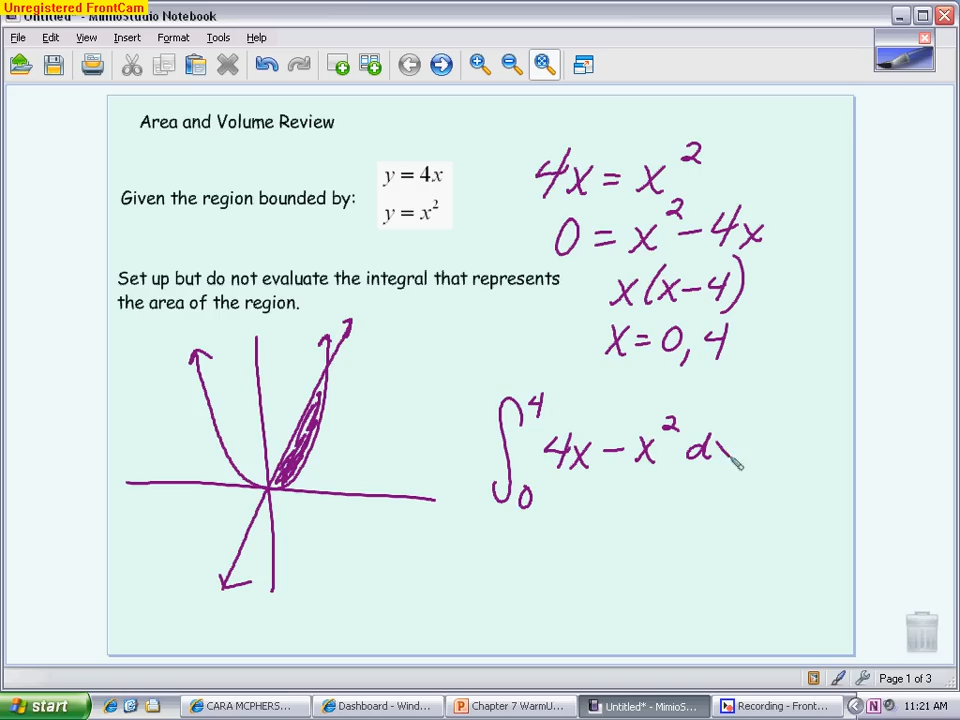 Unregistered FrontCam
Untitled* - MimioStudio Notebook
File Edit View Insert Format Tools Help
Area and Volume Review
Given the region bounded by:
y = 4x
y = x²
Set up but do not evaluate the integral that represents
the area of the region.
4x = x²
0 = x² - 4x
x(x-4)
x = 0, 4
∫₀⁴ 4x - x² d
Page 1 of 3
start
CARA MCPHERS...
Dashboard - Wind...
Chapter 7 WarmU...
Untitled* - MimioS...
Recording - Front...
11:21 AM